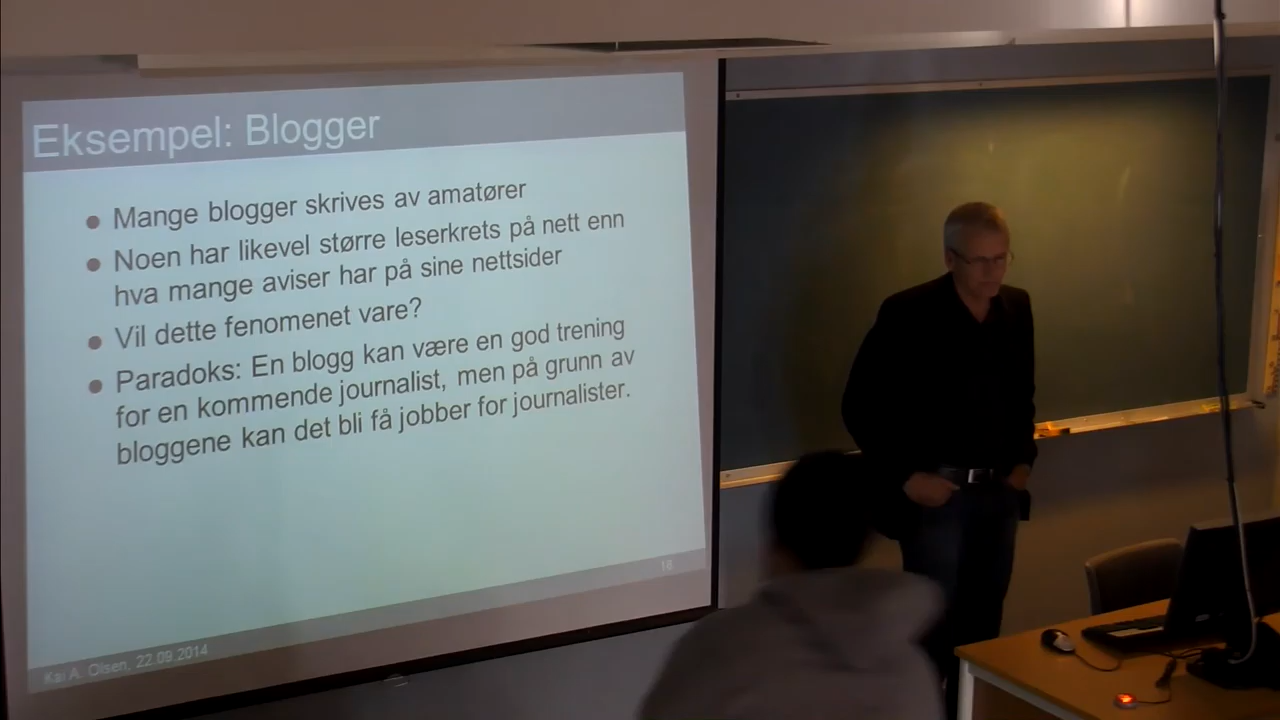 Eksempel: Blogger
Mange blogger skrives av amatører
Noen har likevel større leserkrets på nett enn
hva mange aviser har på sine nettsider
Vil dette fenomenet vare?
Paradoks: En blogg kan være en god trening
for en kommende journalist, men på grunn av
bloggene kan det bli få jobber for journalister.
16
Kai A. Olsen, 22.09.2014